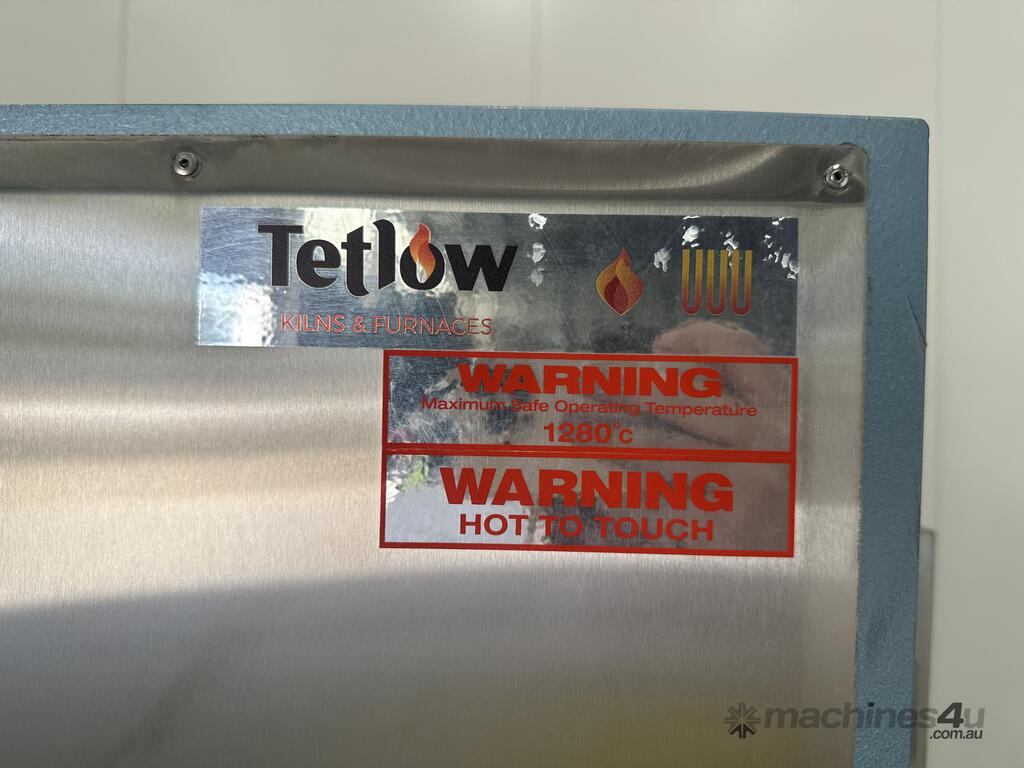 Tetlow
KILNS & FURNACES
WARNING
Maximum Safe Operating Temperature
1280°C
WARNING
HOT TO TOUCH
machines4u
.com.au